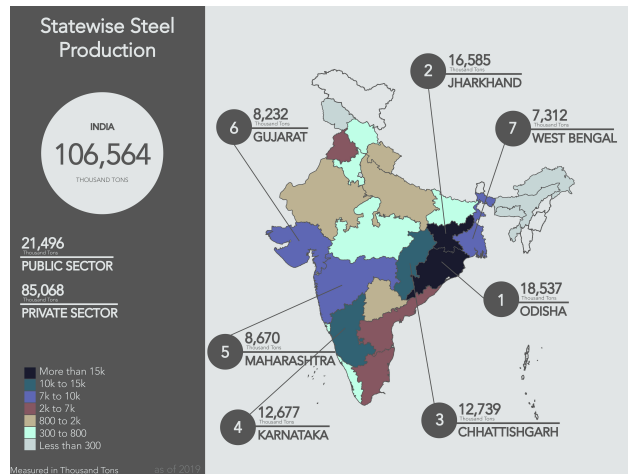 Statewise Steel
Production
INDIA
106,564
THOUSAND TONS
21,496
Thousand Tons
PUBLIC SECTOR
85,068
Thousand Tons
PRIVATE SECTOR
More than 15k
10k to 15k
7k to 10k
2k to 7k
800 to 2k
300 to 800
Less than 300
Measured in Thousand Tons as of 2019
2
16,585
Thousand Tons
JHARKHAND
6
8,232
Thousand Tons
GUJARAT
7
7,312
Thousand Tons
WEST BENGAL
1
18,537
Thousand Tons
ODISHA
5
8,670
Thousand Tons
MAHARASHTRA
4
12,677
Thousand Tons
KARNATAKA
3
12,739
Thousand Tons
CHHATTISHGARH